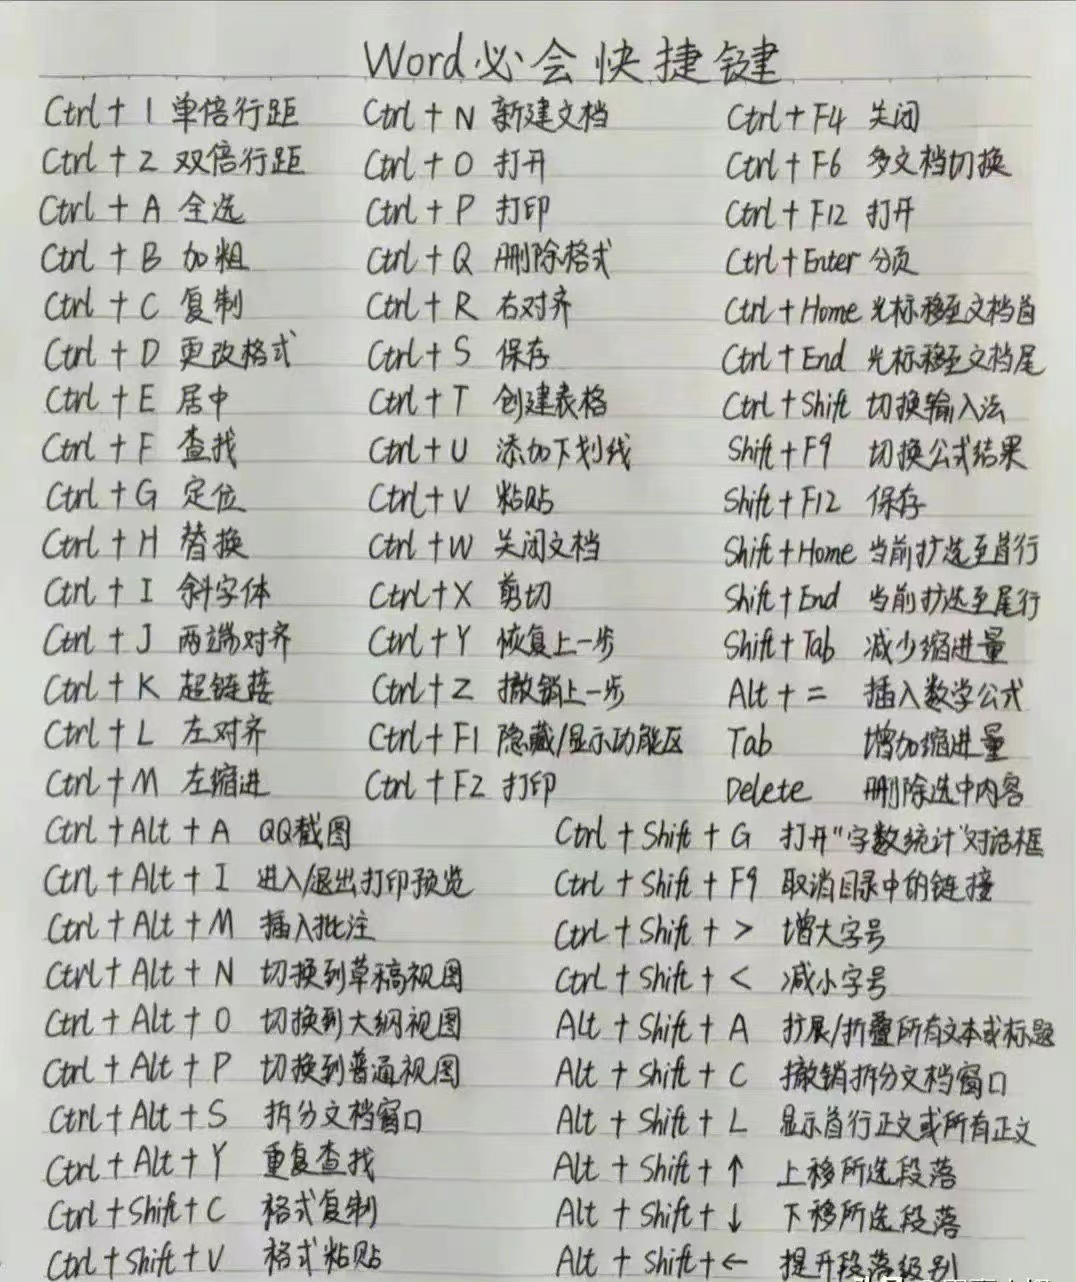 Word必会快捷键
Ctrl + 1 单倍行距
Ctrl + 2 双倍行距
Ctrl + A 全选
Ctrl + B 加粗
Ctrl + C 复制
Ctrl + D 更改格式
Ctrl + E 居中
Ctrl + F 查找
Ctrl + G 定位
Ctrl + H 替换
Ctrl + I 斜字体
Ctrl + J 两端对齐
Ctrl + K 超链接
Ctrl + L 左对齐
Ctrl + M 左缩进
Ctrl + N 新建文档
Ctrl + O 打开
Ctrl + P 打印
Ctrl + Q 删除格式
Ctrl + R 右对齐
Ctrl + S 保存
Ctrl + T 创建表格
Ctrl + U 添加下划线
Ctrl + V 粘贴
Ctrl + W 关闭文档
Ctrl + X 剪切
Ctrl + Y 恢复上一步
Ctrl + Z 撤销上一步
Ctrl + F1 隐藏/显示功能区
Ctrl + F2 打印
Ctrl + F4 关闭
Ctrl + F6 多文档切换
Ctrl + F12 打开
Ctrl + Enter 分页
Ctrl + Home 光标移至文档首
Ctrl + End 光标移至文档尾
Ctrl + Shift 切换输入法
Shift + F9 切换公式结果
Shift + F12 保存
Shift + Home 当前扩选至首行
Shift + End 当前扩选至尾行
Shift + Tab 减少缩进量
Alt + = 插入数学公式
Tab 增加缩进量
Delete 删除选中内容
Ctrl + Alt + A QQ截图
Ctrl + Alt + I 进入/退出打印预览
Ctrl + Alt + M 插入批注
Ctrl + Alt + N 切换到草稿视图
Ctrl + Alt + O 切换到大纲视图
Ctrl + Alt + P 切换到普通视图
Ctrl + Alt + S 拆分文档窗口
Ctrl + Alt + Y 重复查找
Ctrl + Shift + C 格式复制
Ctrl + Shift + V 格式粘贴
Ctrl + Shift + G 打开“字数统计”对话框
Ctrl + Shift + F9 取消目录中的链接
Ctrl + Shift + > 增大字号
Ctrl + Shift + < 减小字号
Alt + Shift + A 扩展/折叠所有文本或标题
Alt + Shift + C 撤销拆分文档窗口
Alt + Shift + L 显示首行正文或所有正文
Alt + Shift + ↑ 上移所选段落
Alt + Shift + ↓ 下移所选段落
Alt + Shift + ← 提升段落级别